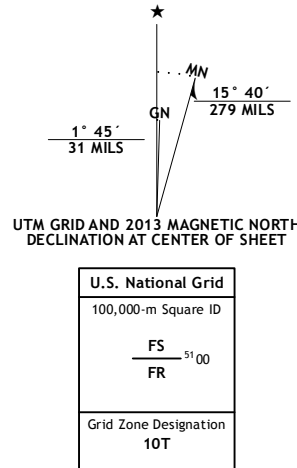 ★
MN
GN
15° 40´
279 MILS
1° 45´
31 MILS
UTM GRID AND 2013 MAGNETIC NORTH
DECLINATION AT CENTER OF SHEET
U.S. National Grid
100,000-m Square ID
FS
5100
FR
Grid Zone Designation
10T